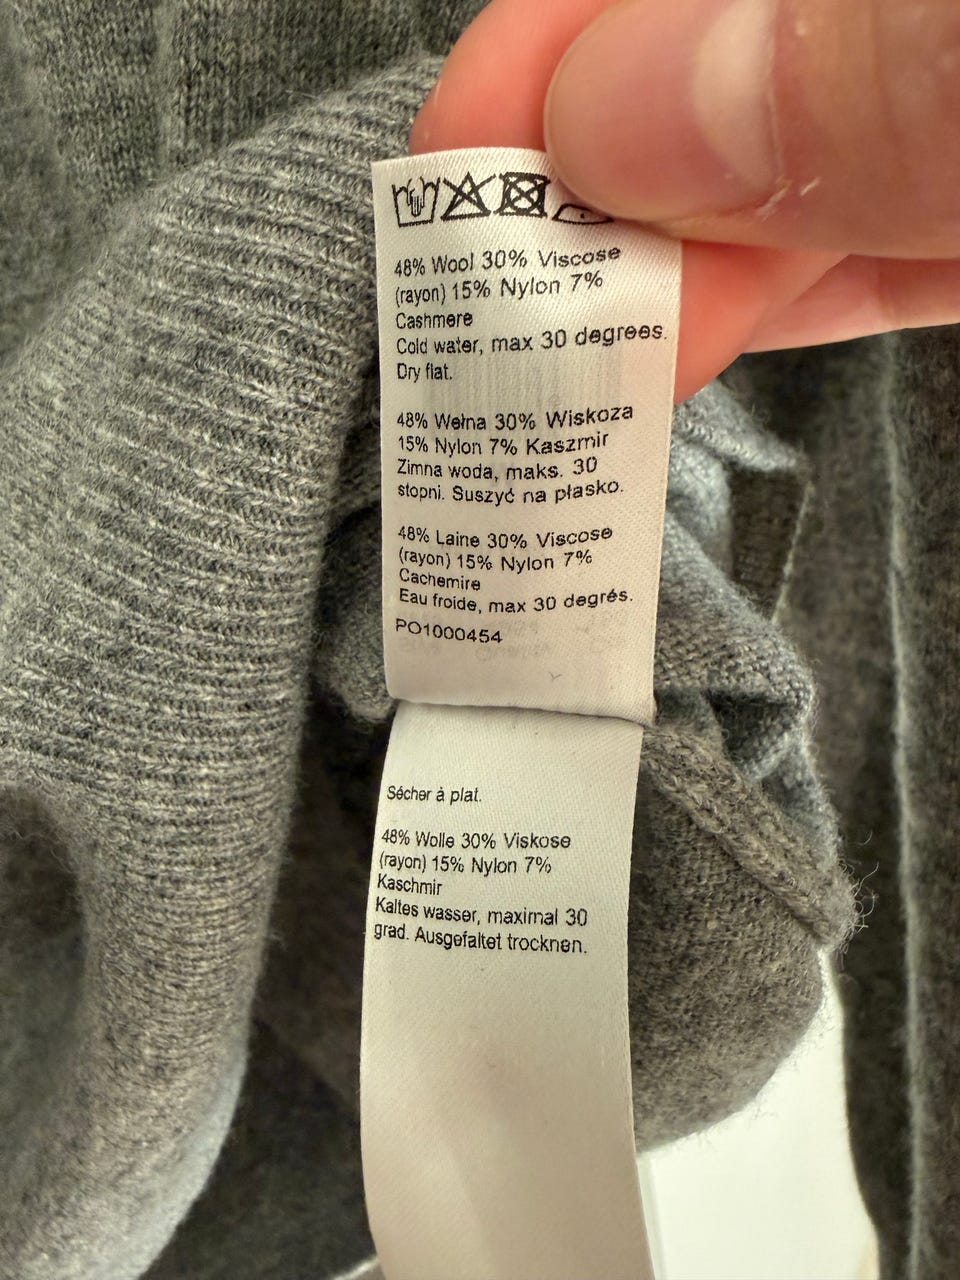 48% Wool 30% Viscose
(rayon) 15% Nylon 7%
Cashmere
Cold water, max 30 degrees.
Dry flat.
48% Wełna 30% Wiskoza
15% Nylon 7% Kaszmir
Zimna woda, maks. 30
stopni. Suszyć na płasko.
48% Laine 30% Viscose
(rayon) 15% Nylon 7%
Cachemire
Eau froide, max 30 degrés.
PO1000454
Sécher à plat.
48% Wolle 30% Viskose
(rayon) 15% Nylon 7%
Kaschmir
Kaltes wasser, maximal 30
grad. Ausgefaltet trocknen.